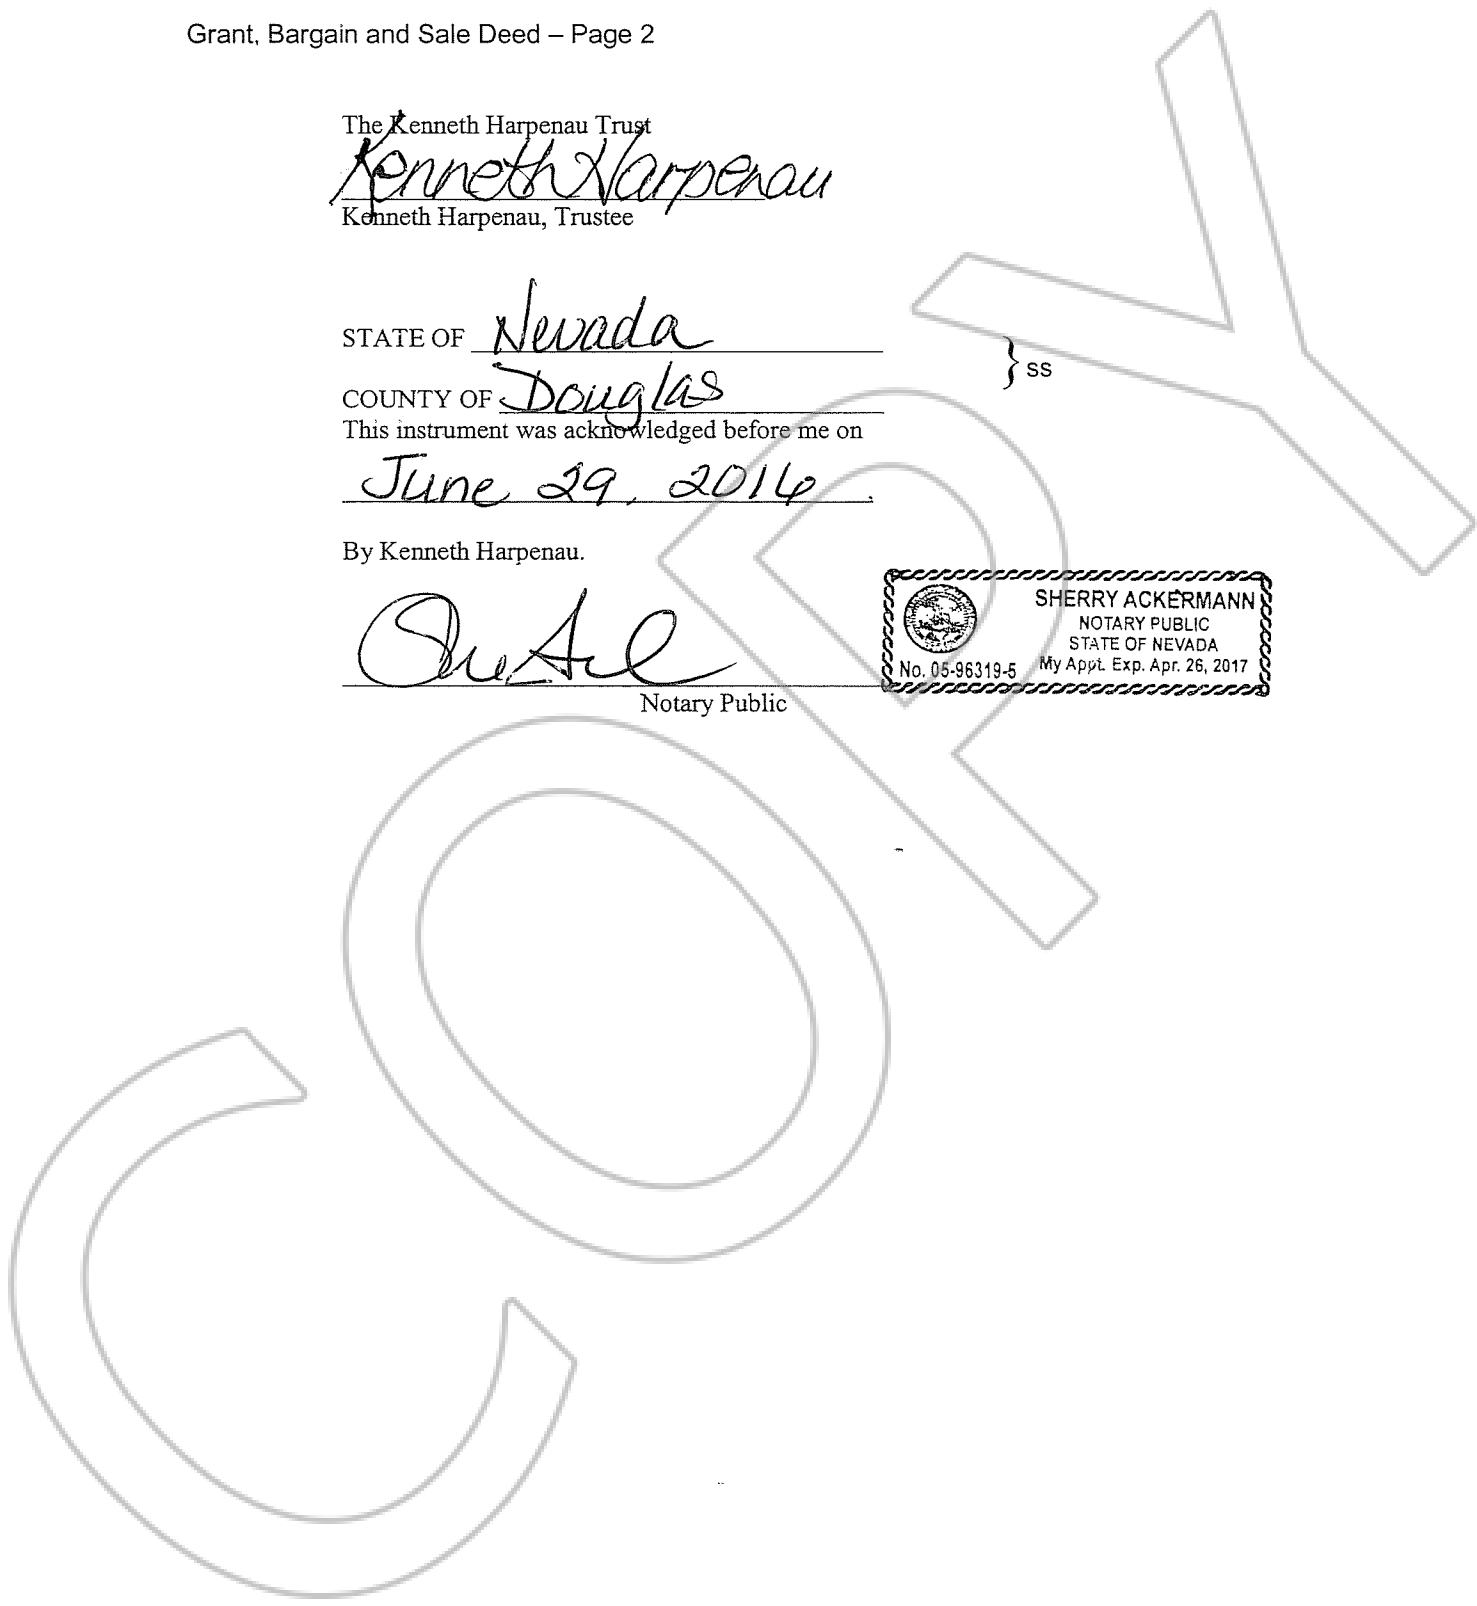 Grant, Bargain and Sale Deed – Page 2
The Kenneth Harpenau Trust
Kenneth Harpenau
Kenneth Harpenau, Trustee
STATE OF Nevada
} ss
COUNTY OF Douglas
This instrument was acknowledged before me on
June 29, 2016.
By Kenneth Harpenau.
SHERRY ACKERMANN
NOTARY PUBLIC
STATE OF NEVADA
No. 05-96319-5 My Appt. Exp. Apr. 26, 2017
Notary Public
COPY